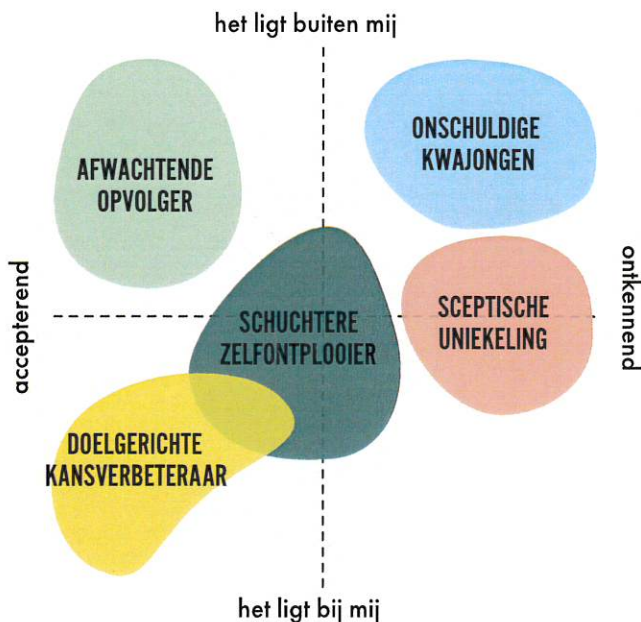 het ligt buiten mij
ONSCHULDIGE
KWAJONGEN
AFWACHTENDE
OPVOLGER
accepterend
ontkennend
SCHUCHTERE
ZELFONTPLOOIER
SCEPTISCHE
UNIEKELING
DOELGERICHTE
KANSVERBETERAAR
het ligt bij mij